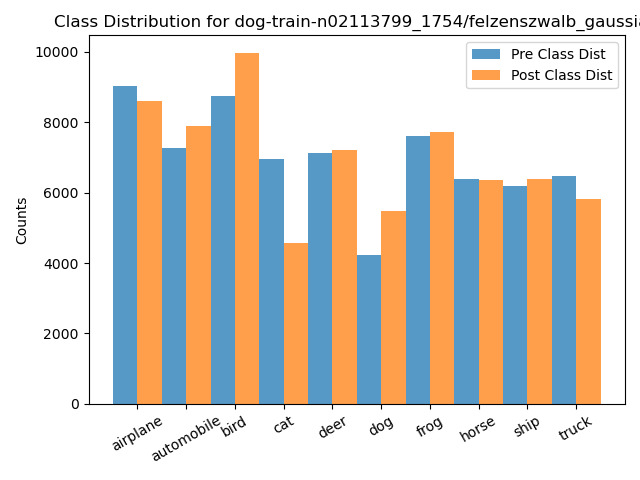 Class Distribution for dog-train-n02113799_1754/felzenszwalb_gaussia
Pre Class Dist
Post Class Dist
Counts
10000
8000
6000
4000
2000
0
airplane
automobile
bird
cat
deer
dog
frog
horse
ship
truck